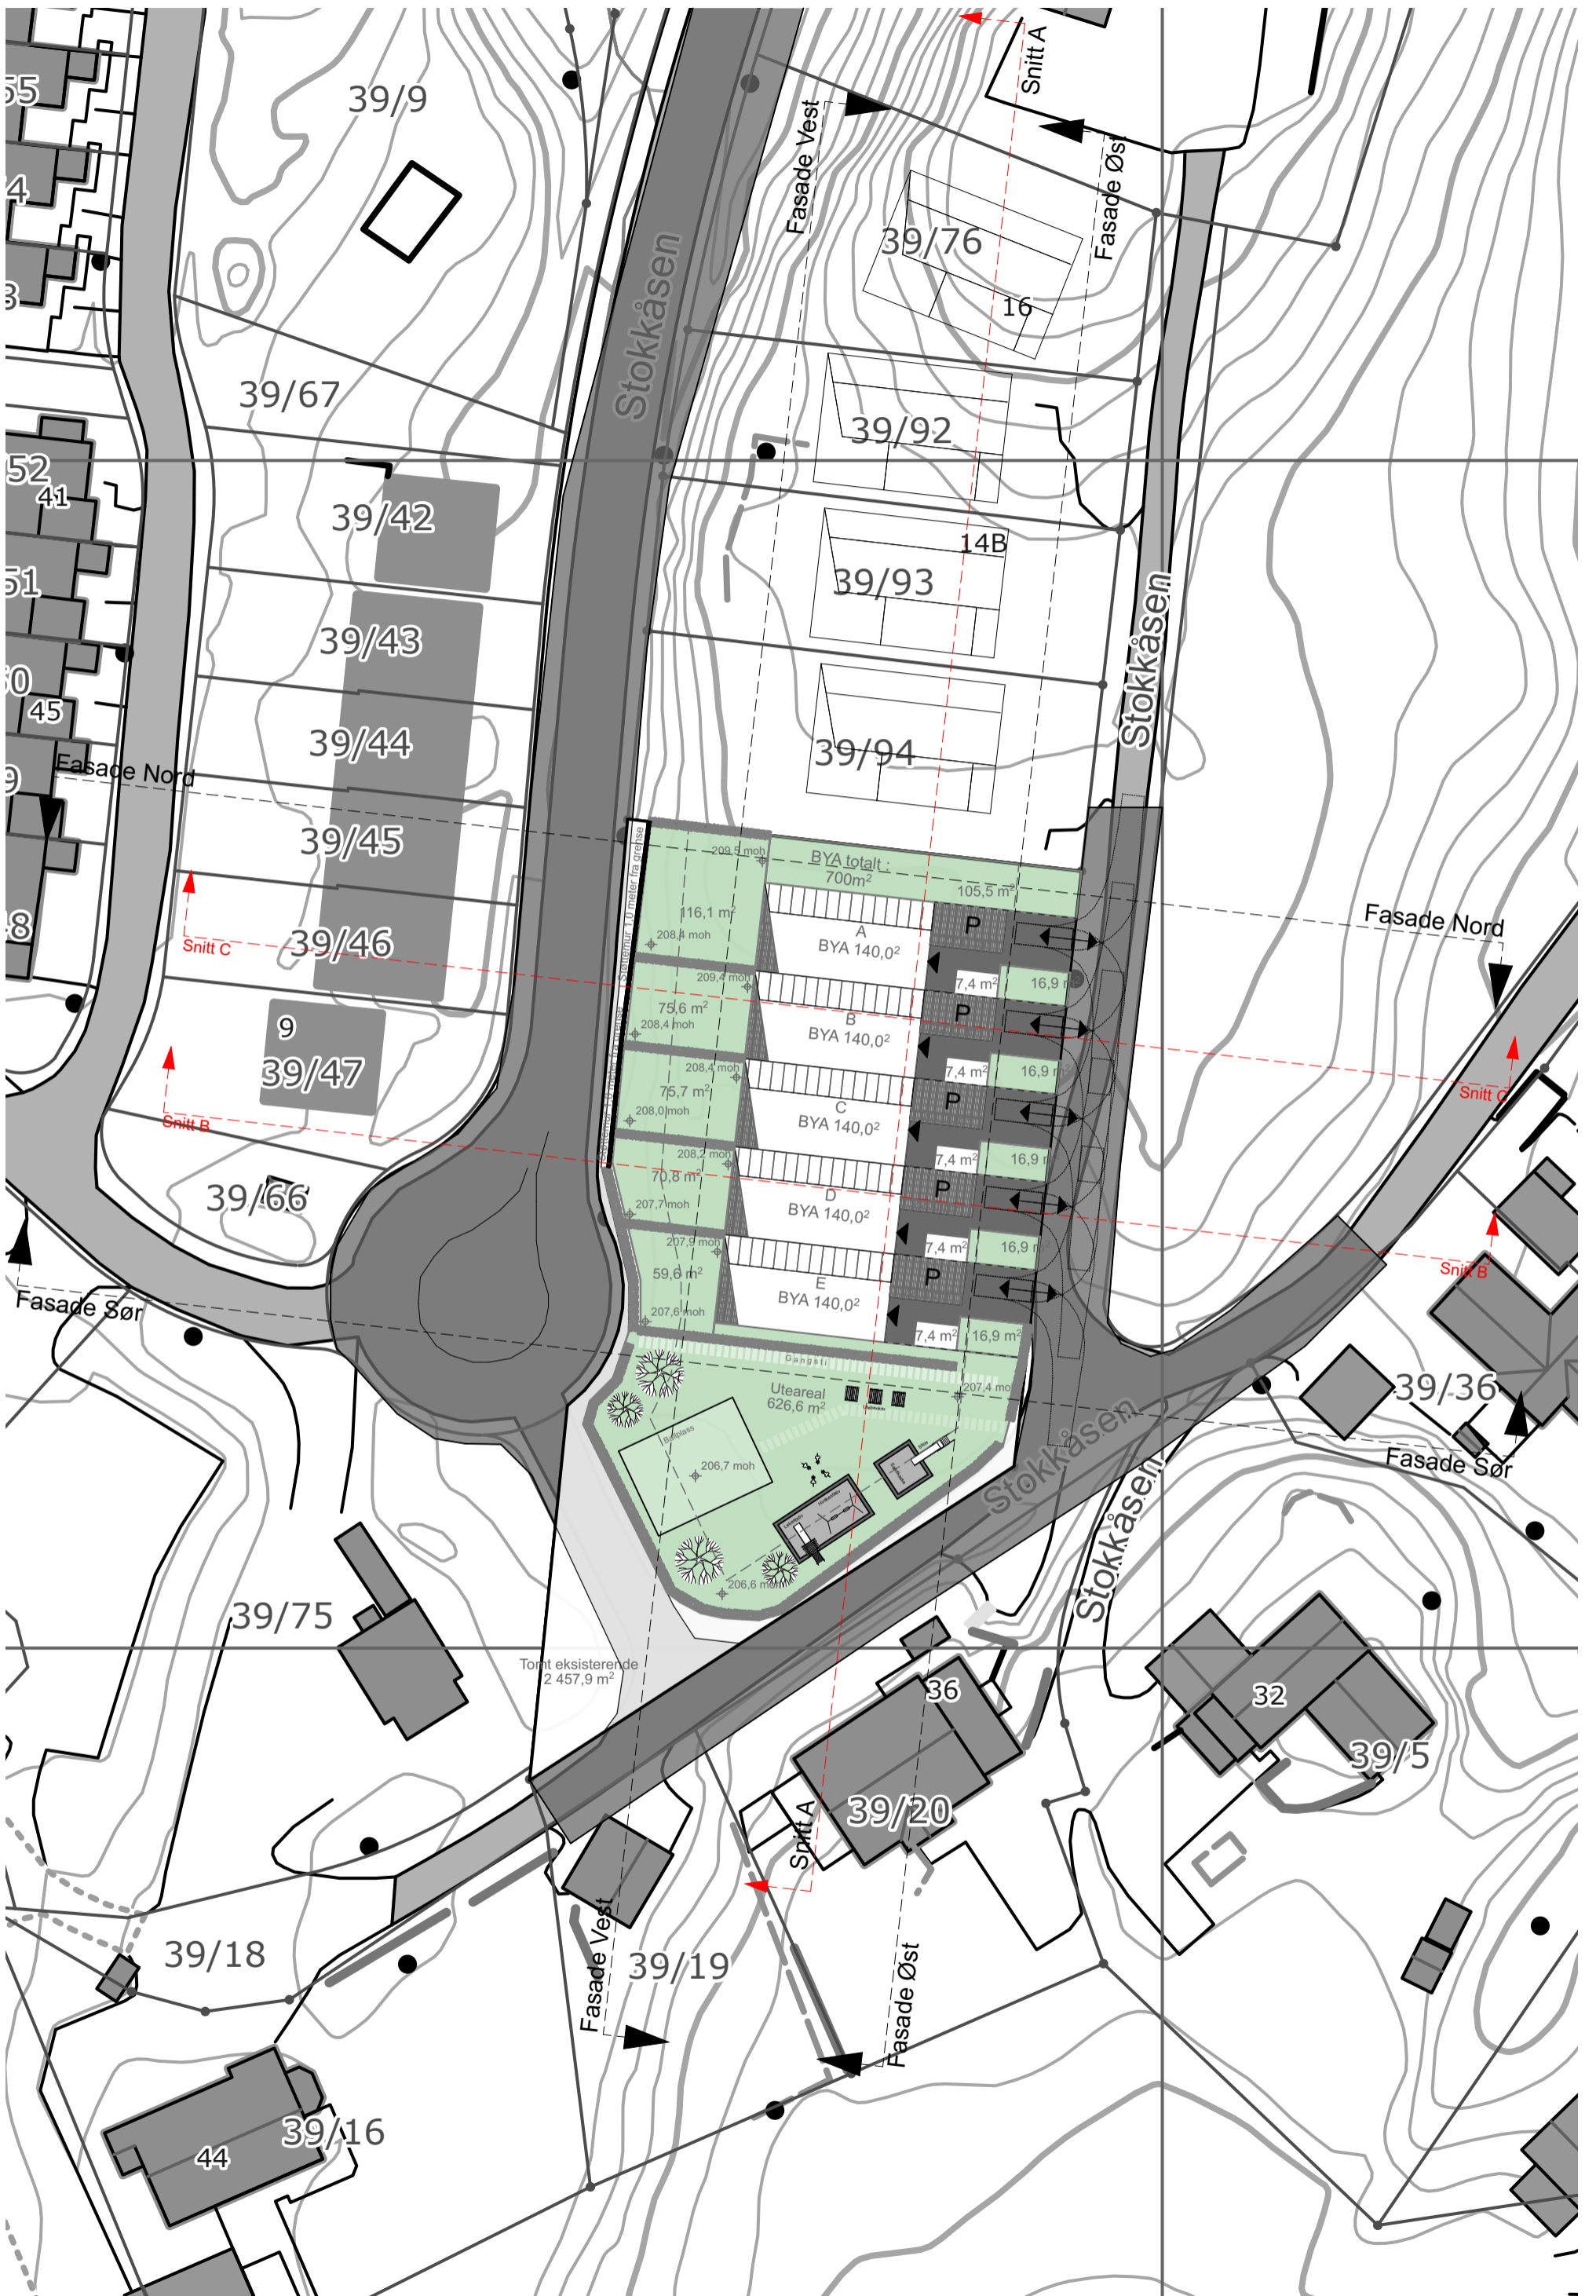 Snitt A
55
39/9
Fasade Vest
Fasade Øst
39/76
16
Stokkåsen
39/67
39/92
52
41
39/42
14B
39/93
51
39/43
Stokkåsen
45
39/44
39/94
Fasade Nord
39/45
Støttemur 1,0 meter fra grense
209,5 moh
BYA totalt :
700m²
105,5 m²
116,1 m²
A
BYA 140,0²
P
Fasade Nord
39/46
Snitt C
208,4 moh
209,4 moh
7,4 m²
16,9 m
75,6 m²
B
BYA 140,0²
P
9
208,4 moh
39/47
208,4 moh
7,4 m²
16,9 m
75,7 m²
C
BYA 140,0²
P
Snitt C
Snitt B
208,0 moh
208,2 moh
7,4 m²
16,9 m
70,8 m²
D
BYA 140,0²
P
39/66
207,7 moh
207,9 moh
7,4 m²
16,9 m
59,6 m²
E
BYA 140,0²
P
Snitt B
Fasade Sør
207,6 moh
7,4 m²
16,9 m²
Gangsti
Uteareal
626,6 m²
207,4 mo
39/36
Ballplass
206,7 moh
Stokkåsen
Fasade Sør
Stokkåsen
206,6 moh
39/75
Tomt eksisterende
2 457,9 m²
36
32
39/5
39/20
Snitt A
Fasade Vest
Fasade Øst
39/18
39/19
39/16
44